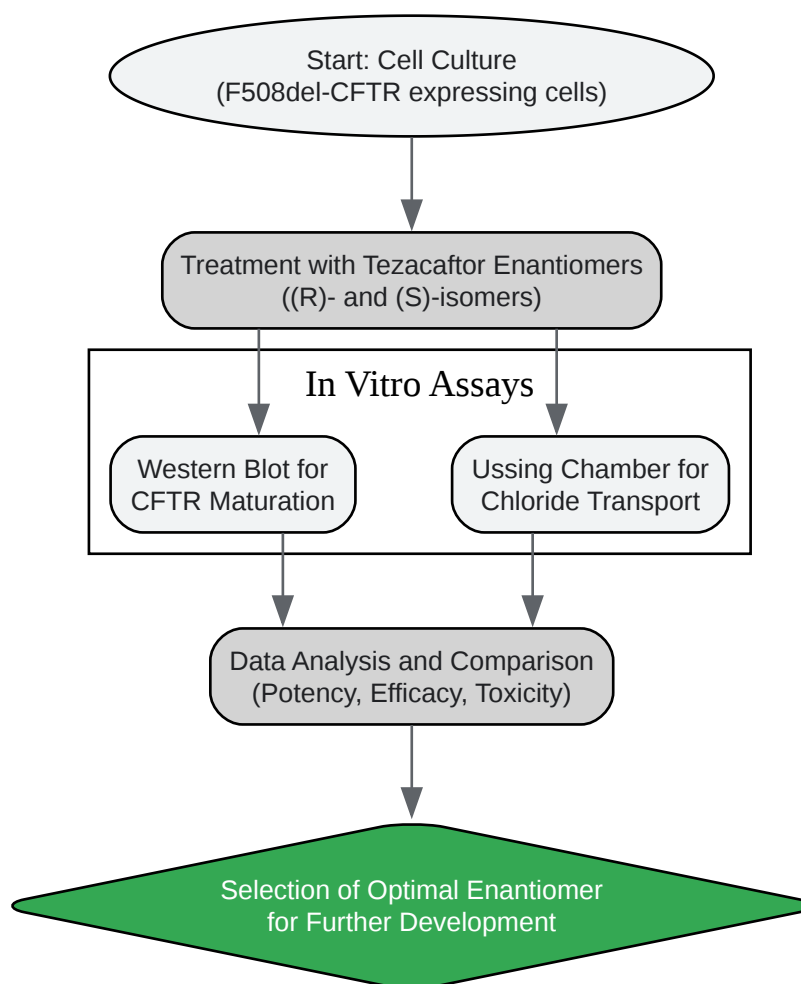 Start: Cell Culture
(F508del-CFTR expressing cells)
Treatment with Tezacaftor Enantiomers
((R)- and (S)-isomers)
In Vitro Assays
Western Blot for
CFTR Maturation
Ussing Chamber for
Chloride Transport
Data Analysis and Comparison
(Potency, Efficacy, Toxicity)
Selection of Optimal Enantiomer
for Further Development